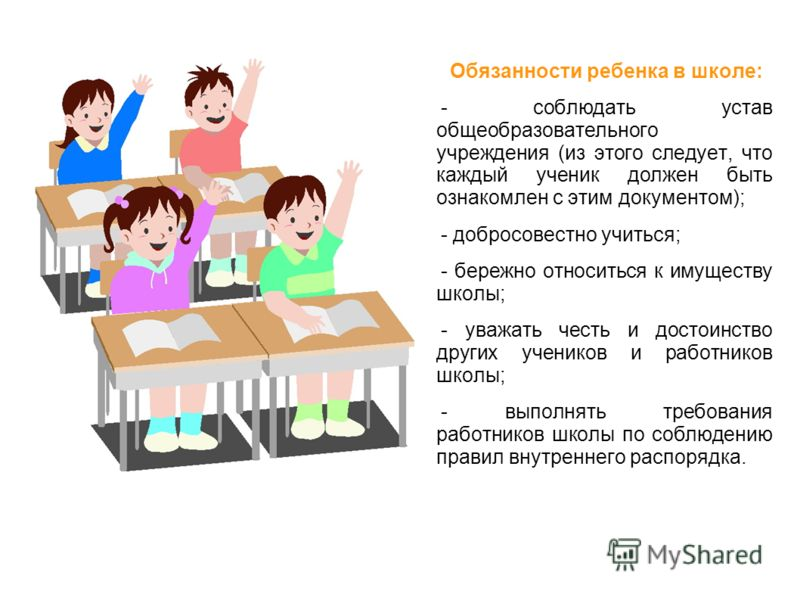 Обязанности ребенка в школе:
- соблюдать устав
общеобразовательного
учреждения (из этого следует, что
каждый ученик должен быть
ознакомлен с этим документом);
- добросовестно учиться;
- бережно относиться к имуществу
школы;
- уважать честь и достоинство
других учеников и работников
школы;
- выполнять требования
работников школы по соблюдению
правил внутреннего распорядка.
MyShared